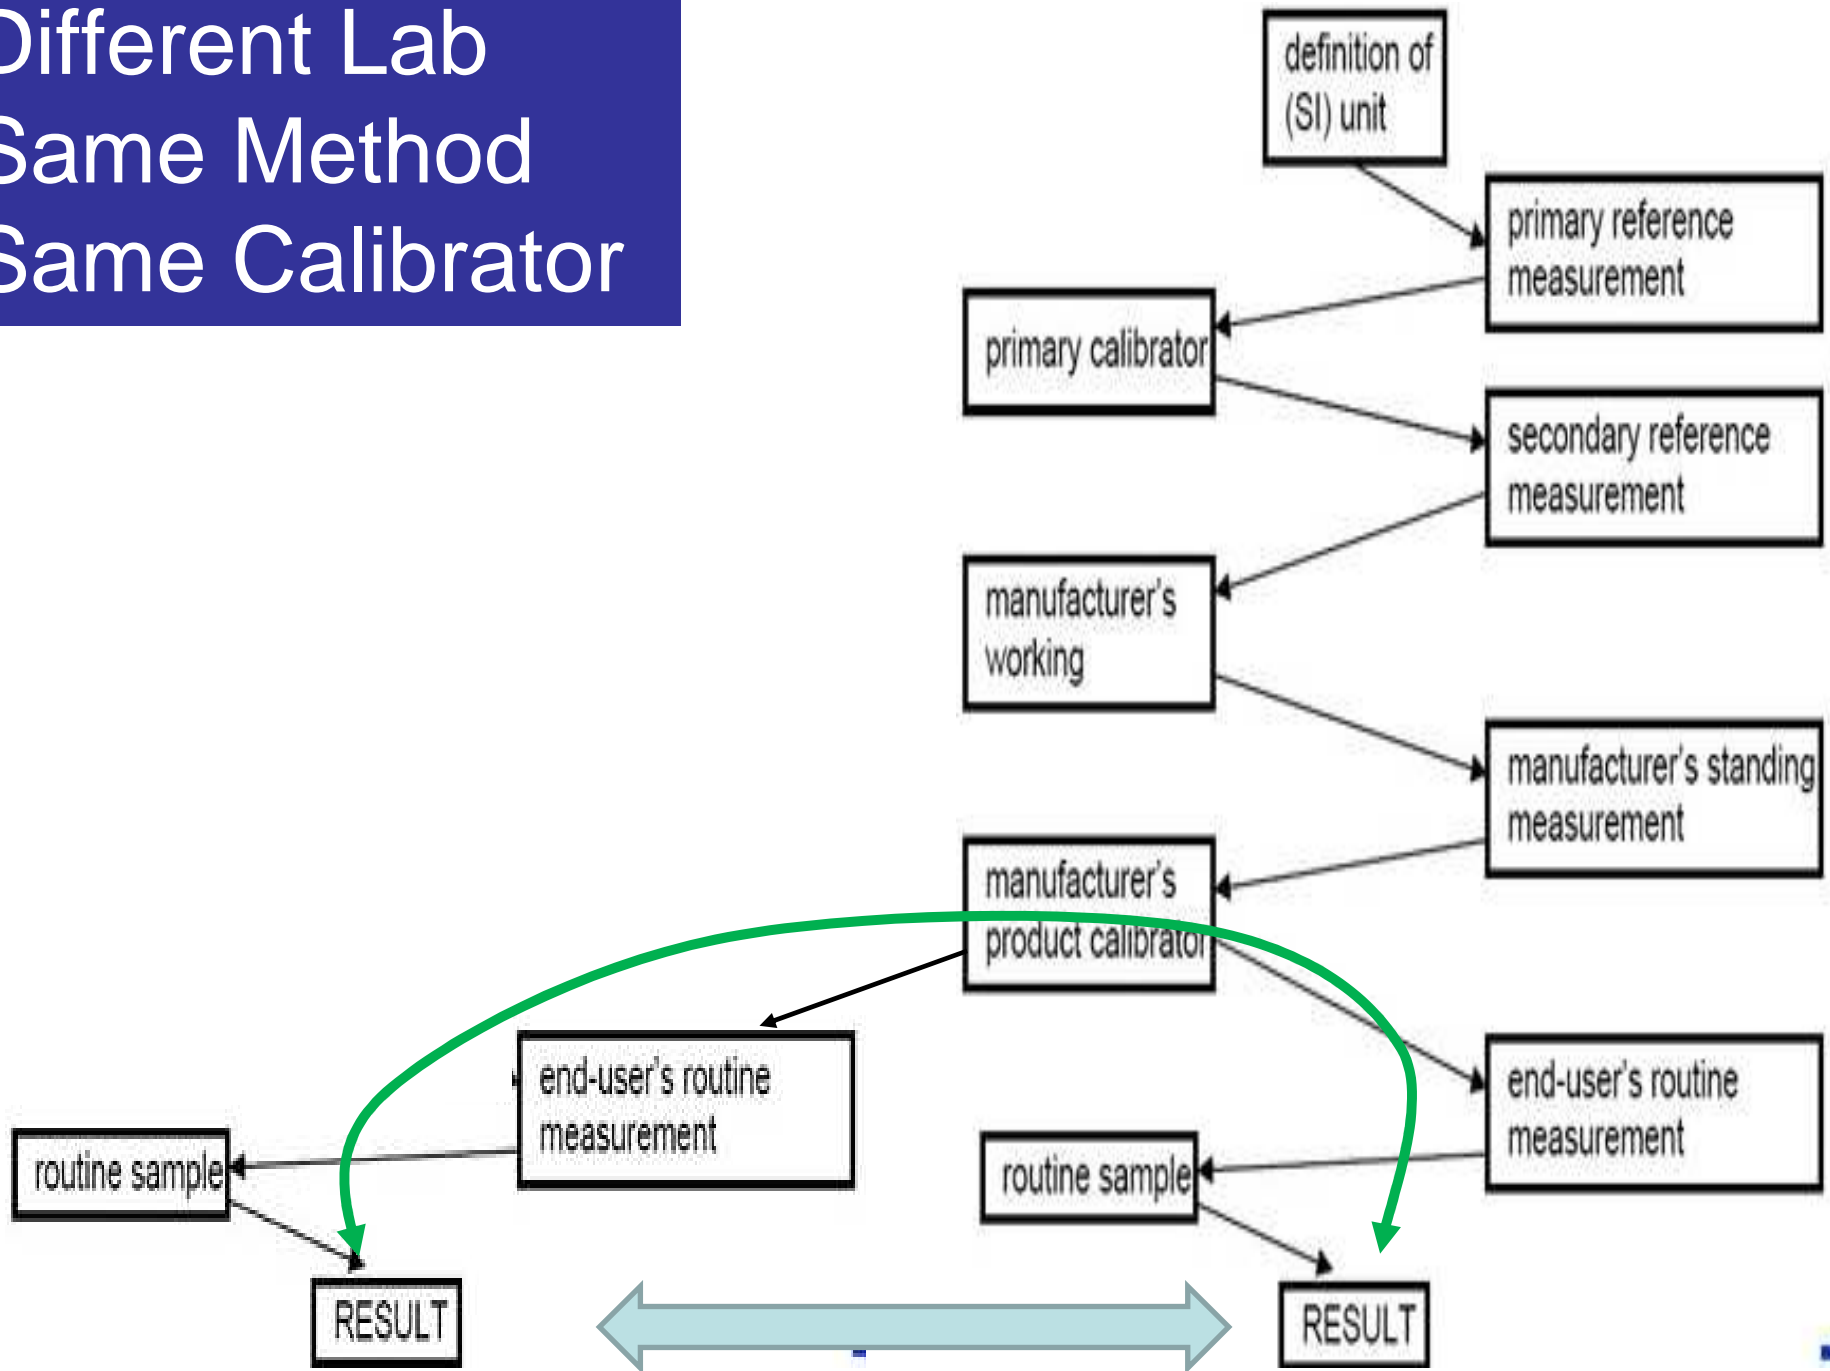 Different Lab
Same Method
Same Calibrator
definition of
(SI) unit
primary reference
measurement
primary calibrator
secondary reference
measurement
manufacturer's
working
manufacturer's standing
measurement
manufacturer's
product calibrator
end-user's routine
measurement
end-user's routine
measurement
routine sample
routine sample
RESULT
RESULT